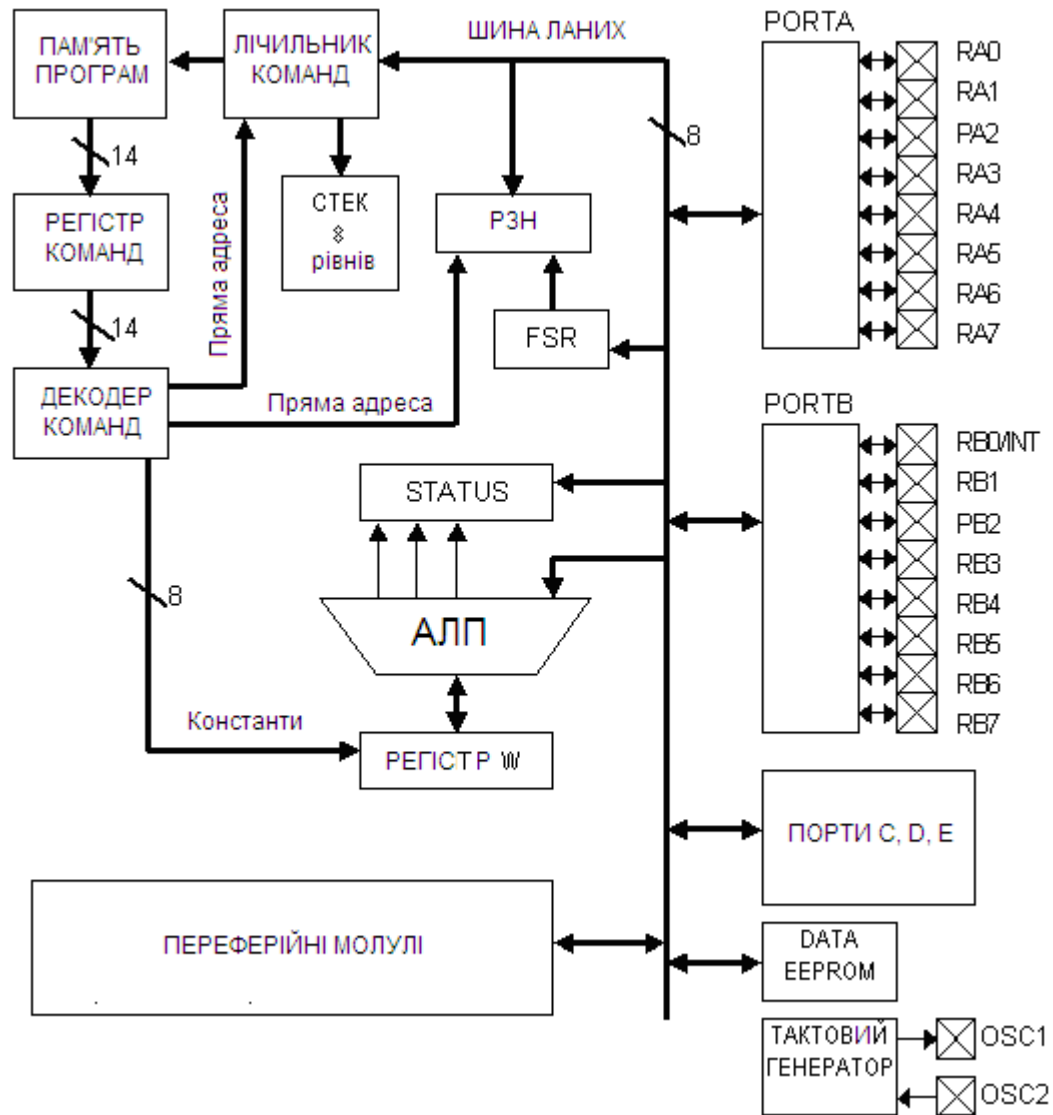 ПАМ'ЯТЬ
ПРОГРАМ
ЛІЧИЛЬНИК
КОМАНД
ШИНА ЛАНИХ
PORTA
RA0
RA1
PA2
RA3
RA4
RA5
RA6
RA7
8
14
СТЕК
8
рівнів
РЗН
РЕГІСТР
КОМАНД
Пряма адреса
14
FSR
ДЕКОДЕР
КОМАНД
Пряма адреса
PORTB
RB0/INT
RB1
PB2
RB3
RB4
RB5
RB6
RB7
STATUS
8
АЛП
Константи
РЕГІСТР W
ПОРТИ C, D, E
ПЕРЕФЕРІЙНІ МОЛУЛІ
DATA
EEPROM
ТАКТОВИЙ
ГЕНЕРАТОР
OSC1
OSC2